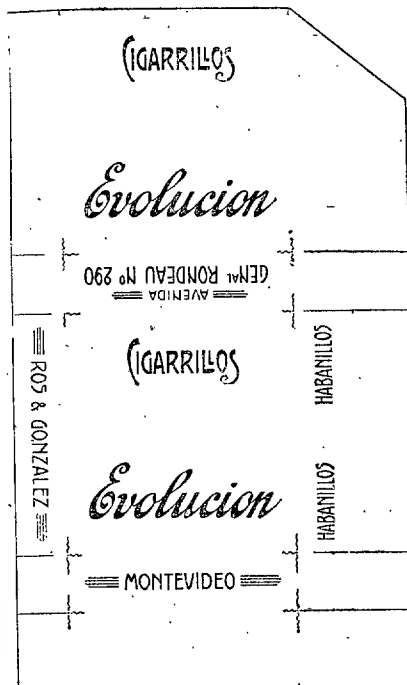 CIGARRILLOS
Evolucion
AVENIDA
GENAL RONDEAU Nº 290
CIGARRILLOS
HABANILLOS
ROS & GONZALEZ
Evolucion
HABANILLOS
MONTEVIDEO